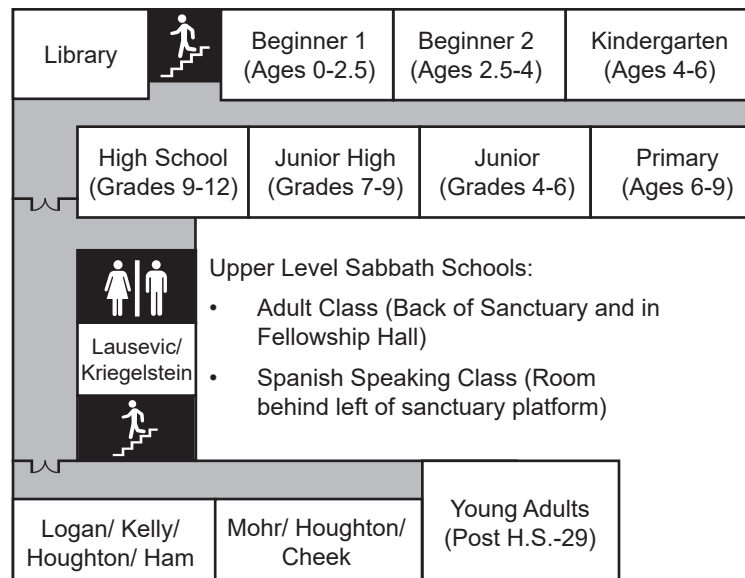 Library
Beginner 1
(Ages 0-2.5)
Beginner 2
(Ages 2.5-4)
Kindergarten
(Ages 4-6)
High School
(Grades 9-12)
Junior High
(Grades 7-9)
Junior
(Grades 4-6)
Primary
(Ages 6-9)
Lausevic/
Kriegelstein
Upper Level Sabbath Schools:
• Adult Class (Back of Sanctuary and in
Fellowship Hall)
• Spanish Speaking Class (Room
behind left of sanctuary platform)
Logan/ Kelly/
Houghton/ Ham
Mohr/ Houghton/
Cheek
Young Adults
(Post H.S.-29)